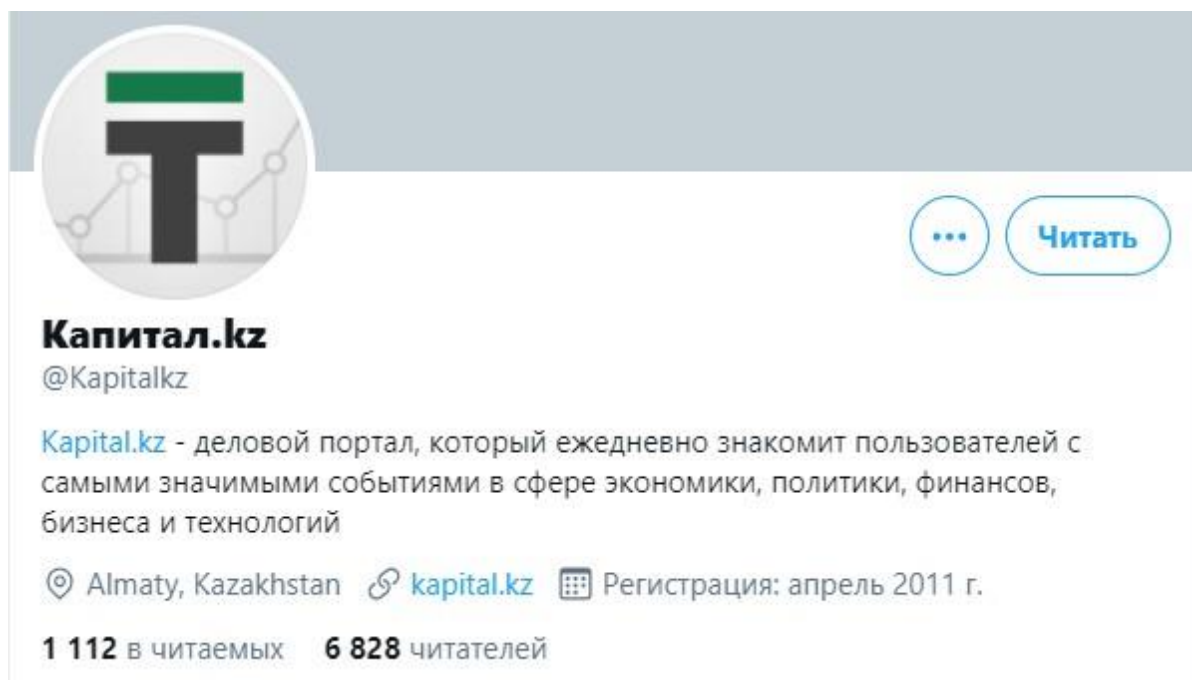 Читать
Капитал.kz
@Kapitalkz
Kapital.kz - деловой портал, который ежедневно знакомит пользователей с
самыми значимыми событиями в сфере экономики, политики, финансов,
бизнеса и технологий
Almaty, Kazakhstan kapital.kz Регистрация: апрель 2011 г.
1 112 в читаемых 6 828 читателей